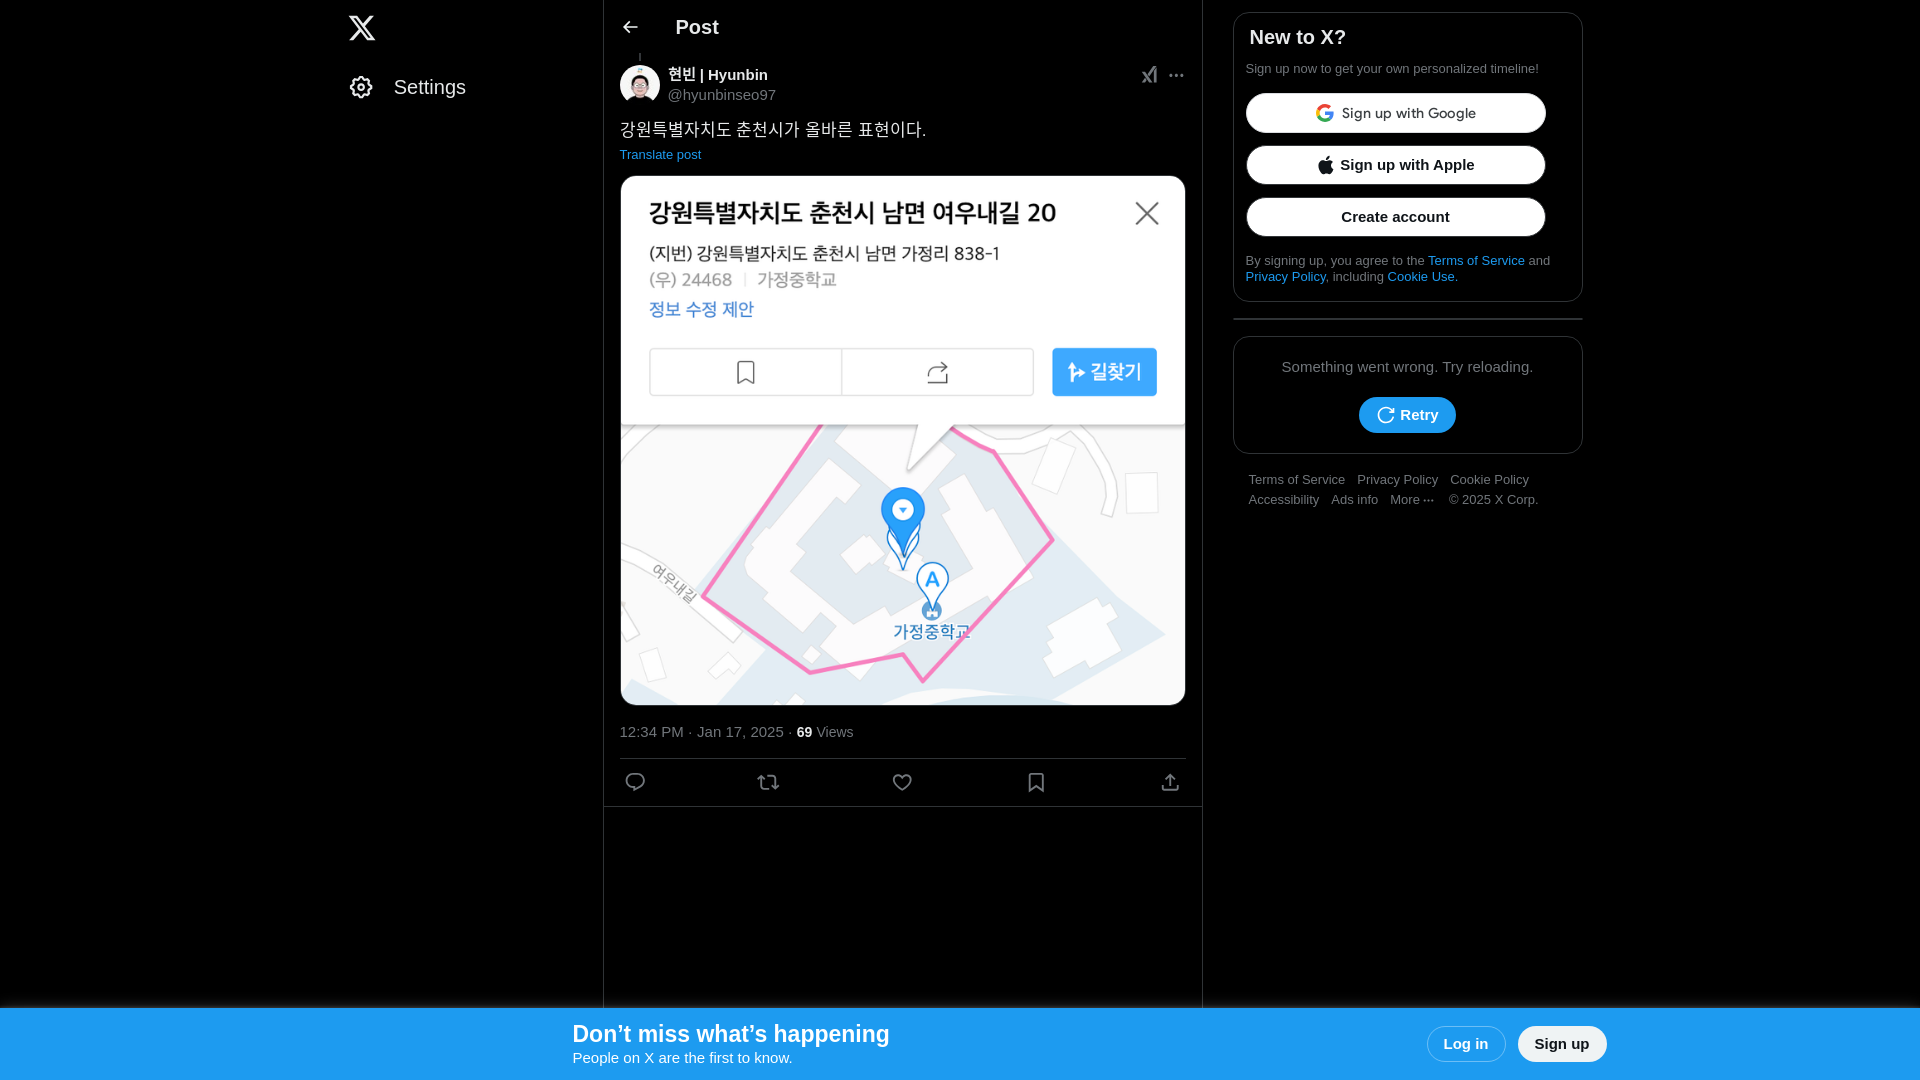 Settings
Post
현빈 | Hyunbin
@hyunbinseo97
강원특별자치도 춘천시가 올바른 표현이다.
Translate post
강원특별자치도 춘천시 남면 여우내길 20
(지번) 강원특별자치도 춘천시 남면 가정리 838-1
(우) 24468 | 가정중학교
정보 수정 제안
길찾기
여우내길
A
가정중학교
12:34 PM · Jan 17, 2025 · 69 Views
New to X?
Sign up now to get your own personalized timeline!
Sign up with Google
Sign up with Apple
Create account
By signing up, you agree to the Terms of Service and
Privacy Policy, including Cookie Use.
Something went wrong. Try reloading.
Retry
Terms of Service Privacy Policy Cookie Policy
Accessibility Ads info More ··· © 2025 X Corp.
Don’t miss what’s happening
People on X are the first to know.
Log in
Sign up